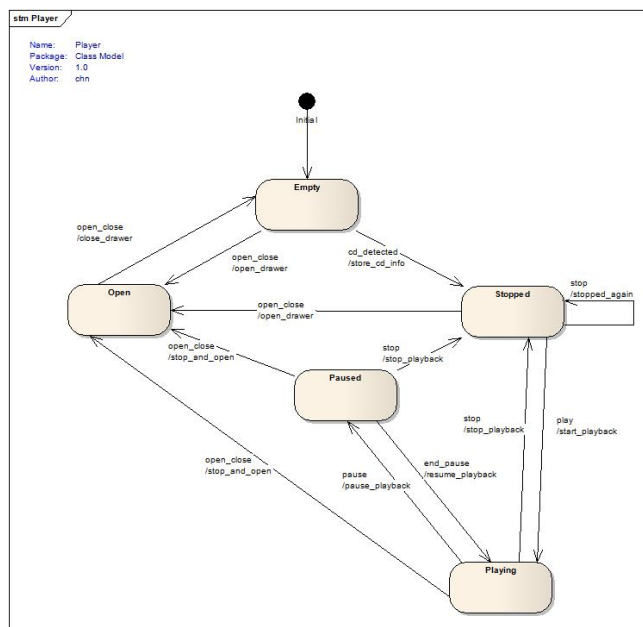 stm Player
Name: Player
Package: Class Model
Version: 1.0
Author: chn
Initial
Empty
open_close
/close_drawer
open_close
/open_drawer
cd_detected
/store_cd_info
Open
Stopped
stop
/stopped_again
open_close
/open_drawer
open_close
/stop_and_open
stop
/stop_playback
Paused
stop
/stop_playback
play
/start_playback
open_close
/stop_and_open
pause
/pause_playback
end_pause
/resume_playback
Playing